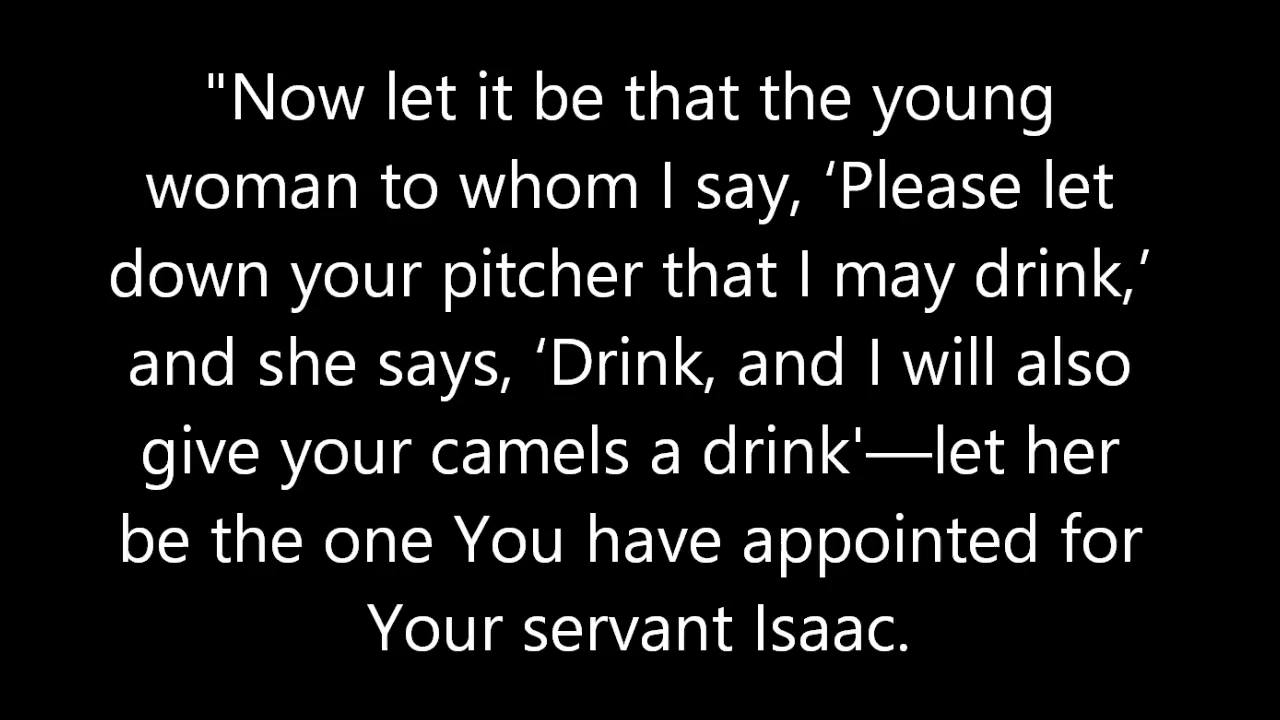 "Now let it be that the young
woman to whom I say, ‘Please let
down your pitcher that I may drink,’
and she says, ‘Drink, and I will also
give your camels a drink'—let her
be the one You have appointed for
Your servant Isaac.